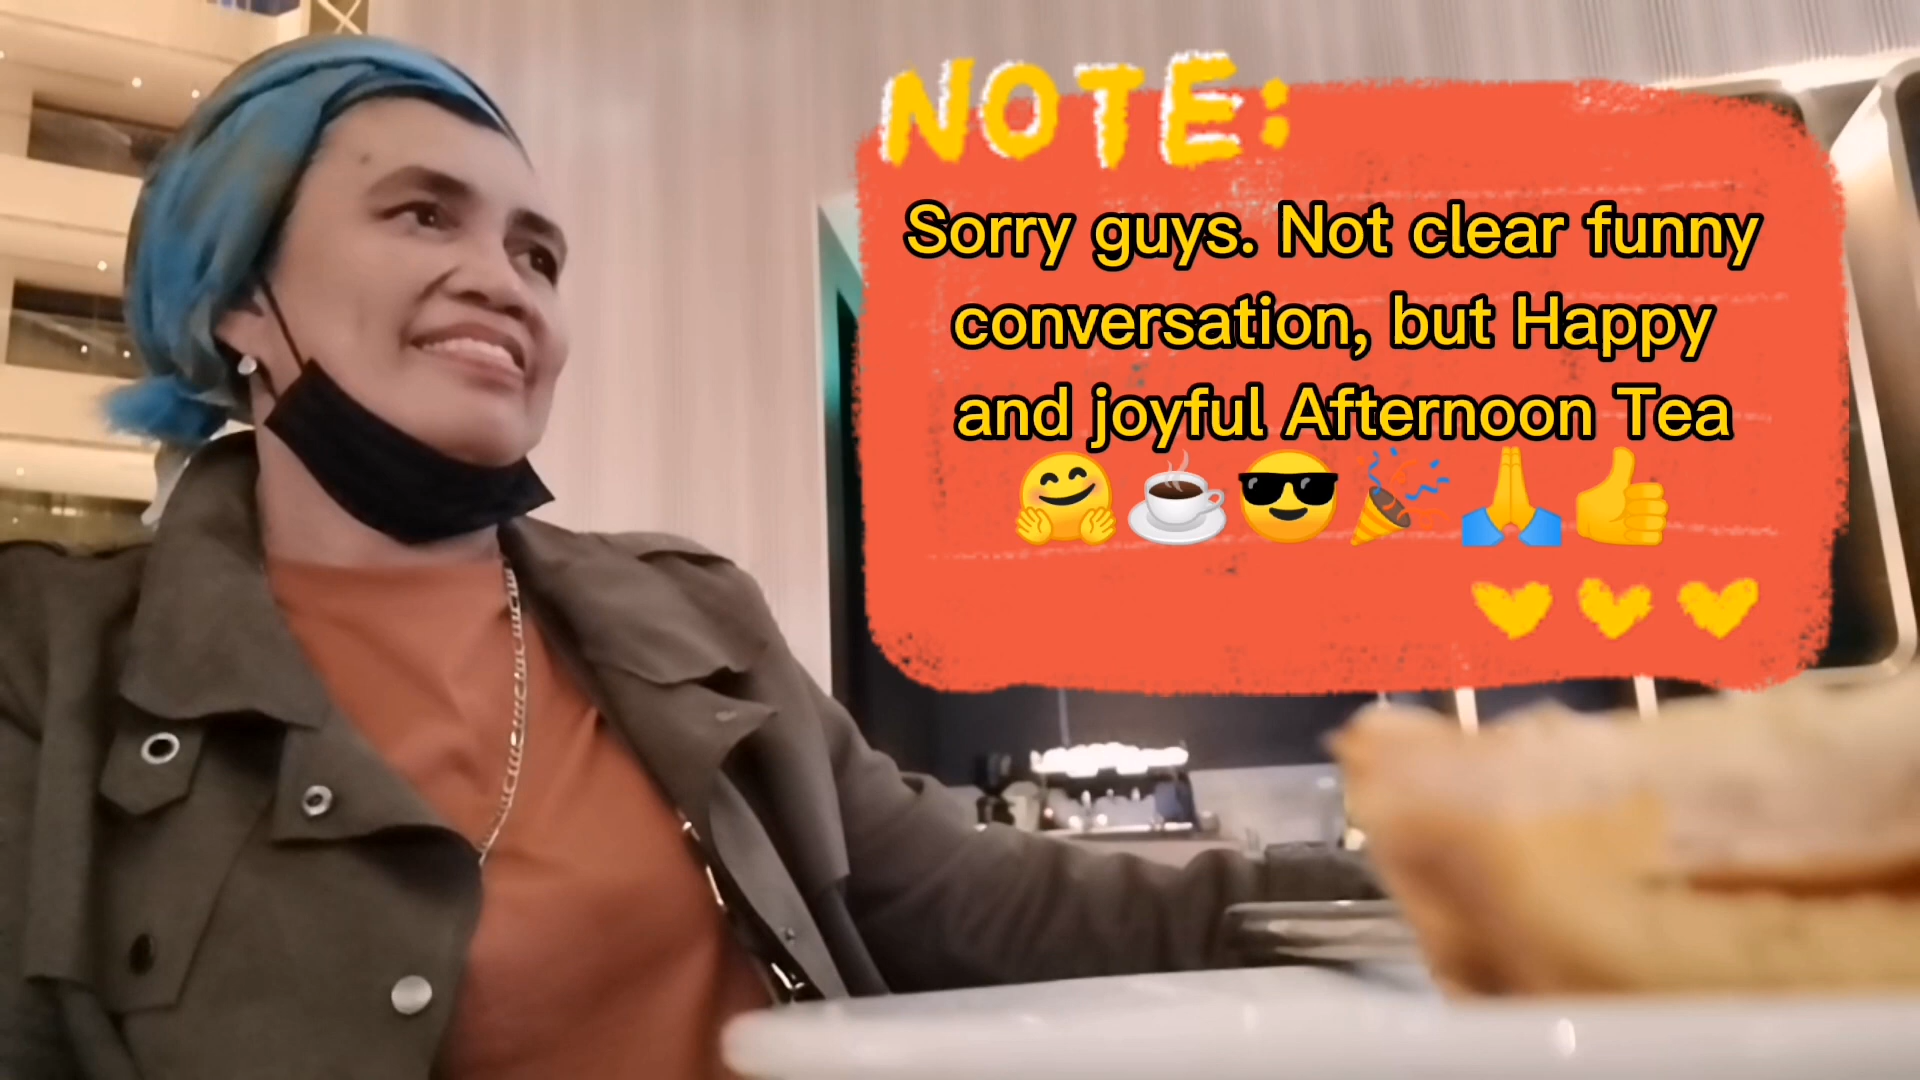 NOTE:
Sorry guys. Not clear funny
conversation, but Happy
and joyful Afternoon Tea
🤗☕😎🎉🙏👍